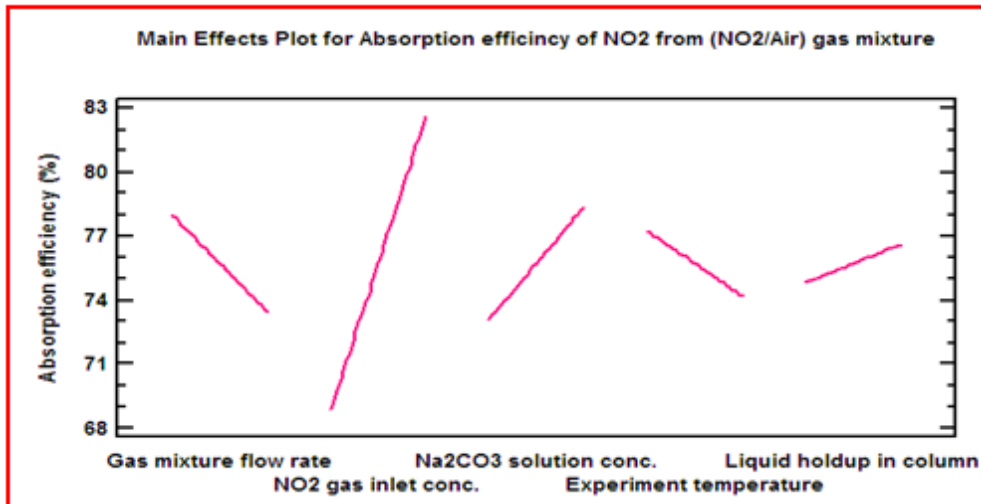 Main Effects Plot for Absorption efficincy of NO2 from (NO2/Air) gas mixture
Absorption efficiency (%)
83
80
77
74
71
68
Gas mixture flow rate
NO2 gas inlet conc.
Na2CO3 solution conc.
Experiment temperature
Liquid holdup in column